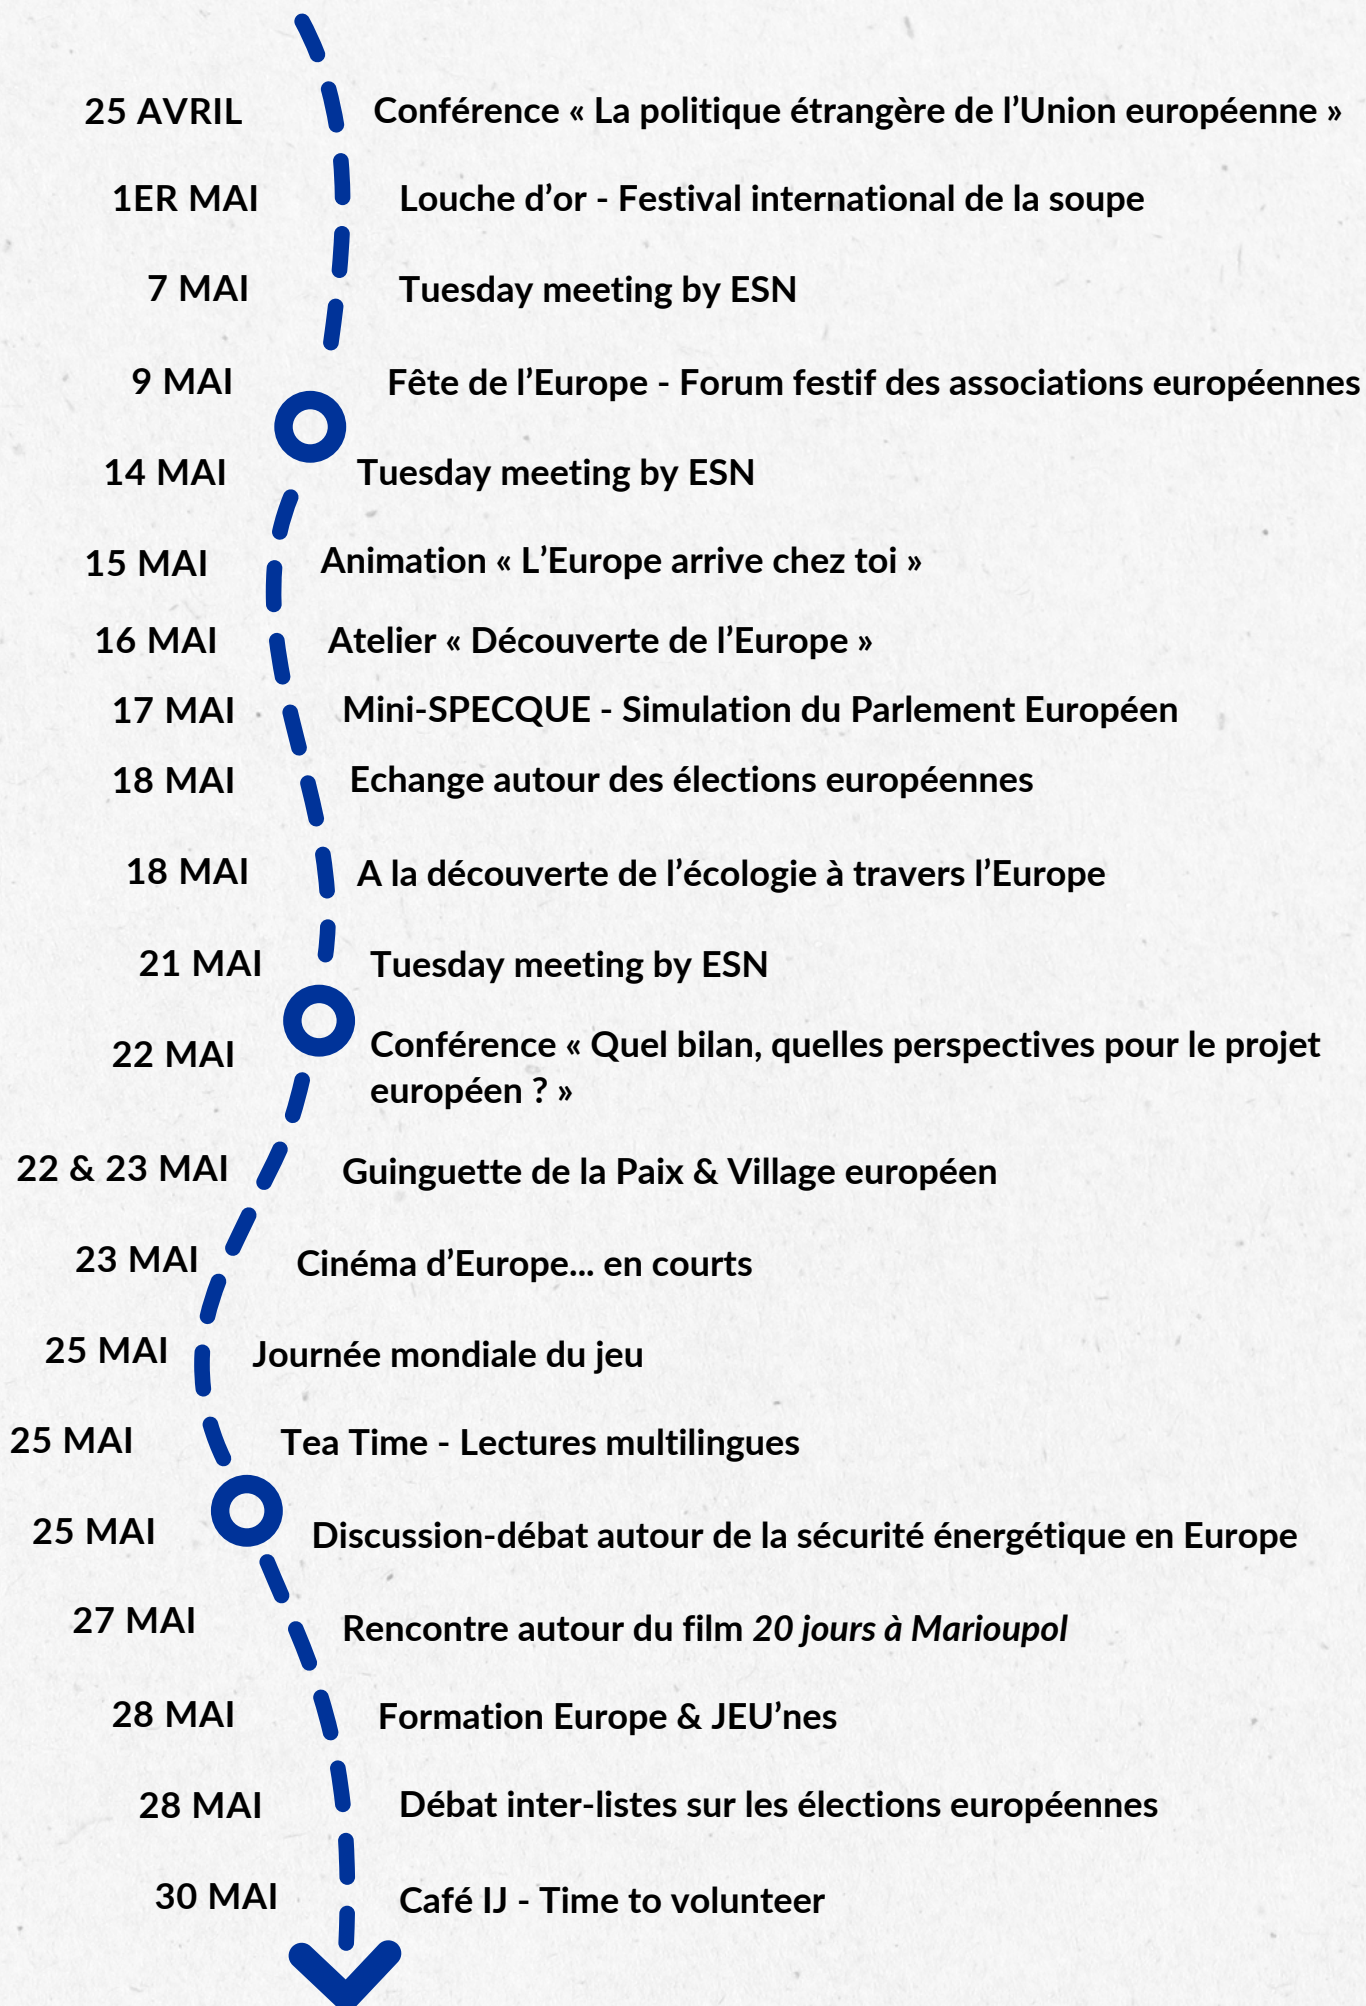 25 AVRIL Conférence « La politique étrangère de l’Union européenne »
1ER MAI Louche d’or - Festival international de la soupe
7 MAI Tuesday meeting by ESN
9 MAI Fête de l’Europe - Forum festif des associations européennes
14 MAI Tuesday meeting by ESN
15 MAI Animation « L’Europe arrive chez toi »
16 MAI Atelier « Découverte de l’Europe »
17 MAI Mini-SPECQUE - Simulation du Parlement Européen
18 MAI Echange autour des élections européennes
18 MAI A la découverte de l’écologie à travers l’Europe
21 MAI Tuesday meeting by ESN
22 MAI Conférence « Quel bilan, quelles perspectives pour le projet
européen ? »
22 & 23 MAI Guinguette de la Paix & Village européen
23 MAI Cinéma d’Europe... en courts
25 MAI Journée mondiale du jeu
25 MAI Tea Time - Lectures multilingues
25 MAI Discussion-débat autour de la sécurité énergétique en Europe
27 MAI Rencontre autour du film 20 jours à Marioupol
28 MAI Formation Europe & JEU’nes
28 MAI Débat inter-listes sur les élections européennes
30 MAI Café IJ - Time to volunteer